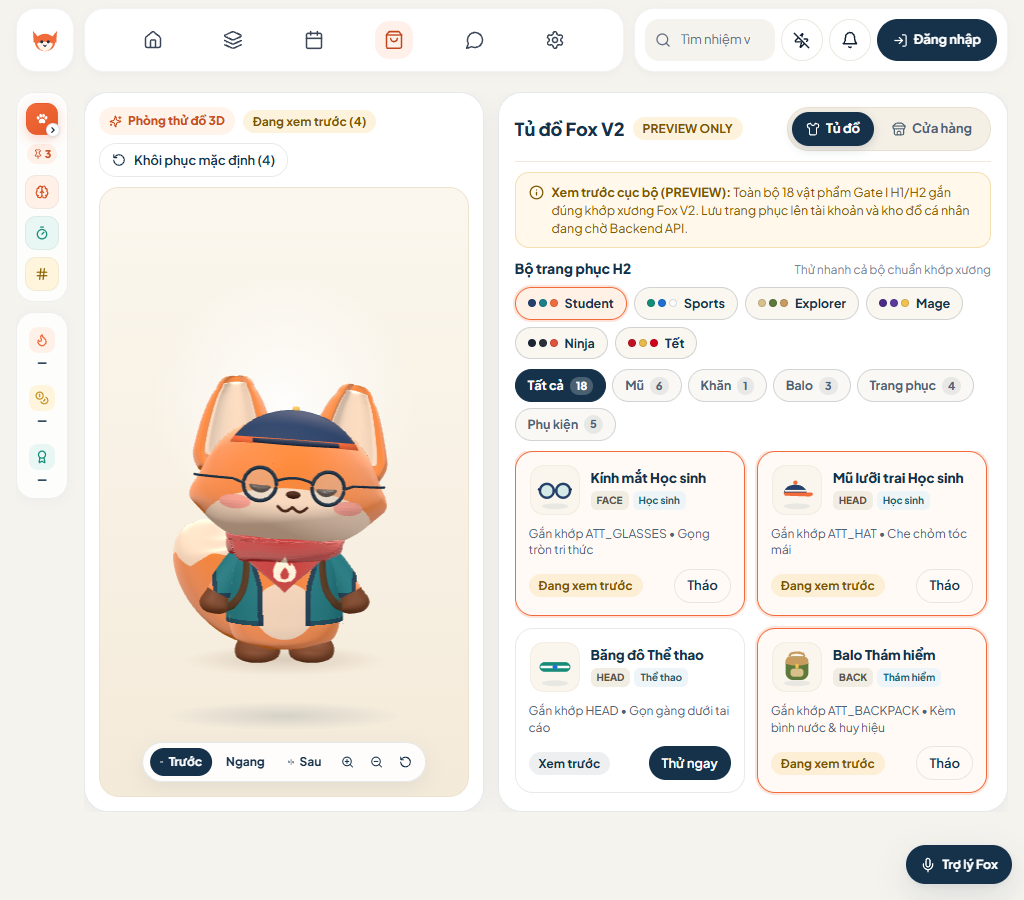 Tìm nhiệm v
Đăng nhập
3
Phòng thử đồ 3D
Đang xem trước (4)
Khôi phục mặc định (4)
Trước
Ngang
Sau
Tủ đồ Fox V2
PREVIEW ONLY
Tủ đồ
Cửa hàng
Xem trước cục bộ (PREVIEW): Toàn bộ 18 vật phẩm Gate I H1/H2 gắn
đúng khớp xương Fox V2. Lưu trang phục lên tài khoản và kho đồ cá nhân
đang chờ Backend API.
Bộ trang phục H2
Thử nhanh cả bộ chuẩn khớp xương
Student
Sports
Explorer
Mage
Ninja
Tết
Tất cả 18
Mũ 6
Khăn 1
Balo 3
Trang phục 4
Phụ kiện 5
Kính mắt Học sinh
FACE Học sinh
Gắn khớp ATT_GLASSES • Gọng
tròn tri thức
Đang xem trước
Tháo
Mũ lưỡi trai Học sinh
HEAD Học sinh
Gắn khớp ATT_HAT • Che chỏm tóc
mái
Đang xem trước
Tháo
Băng đô Thể thao
HEAD Thể thao
Gắn khớp HEAD • Gọn gàng dưới tai
cáo
Xem trước
Thử ngay
Balo Thám hiểm
BACK Thám hiểm
Gắn khớp ATT_BACKPACK • Kèm
bình nước & huy hiệu
Đang xem trước
Tháo
Trợ lý Fox